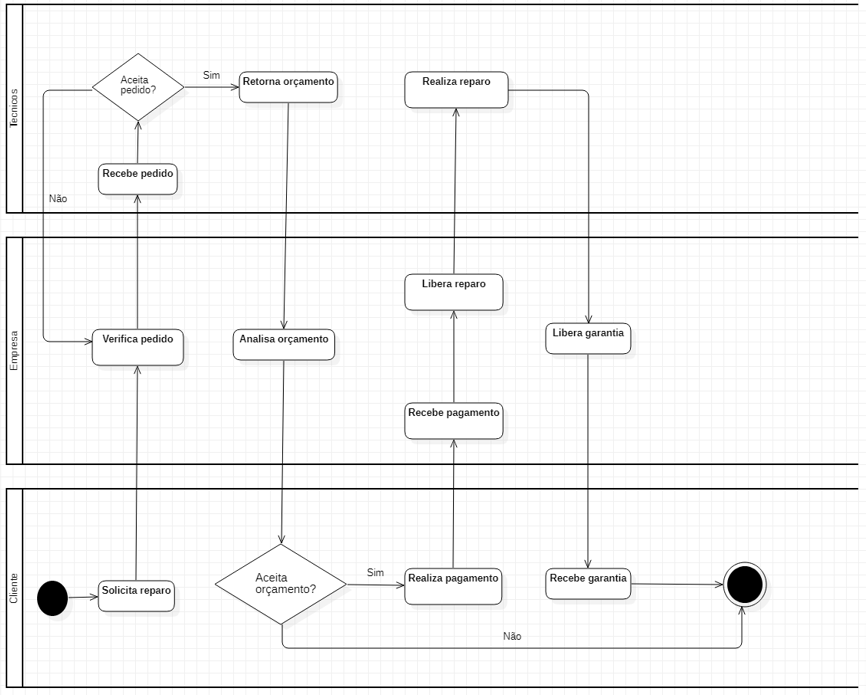 Tecnicos
Aceita
pedido?
Sim
Retorna orçamento
Realiza reparo
Recebe pedido
Não
Empresa
Libera reparo
Verifica pedido
Analisa orçamento
Libera garantia
Recebe pagamento
Cliente
Solicita reparo
Aceita
orçamento?
Sim
Realiza pagamento
Recebe garantia
Não